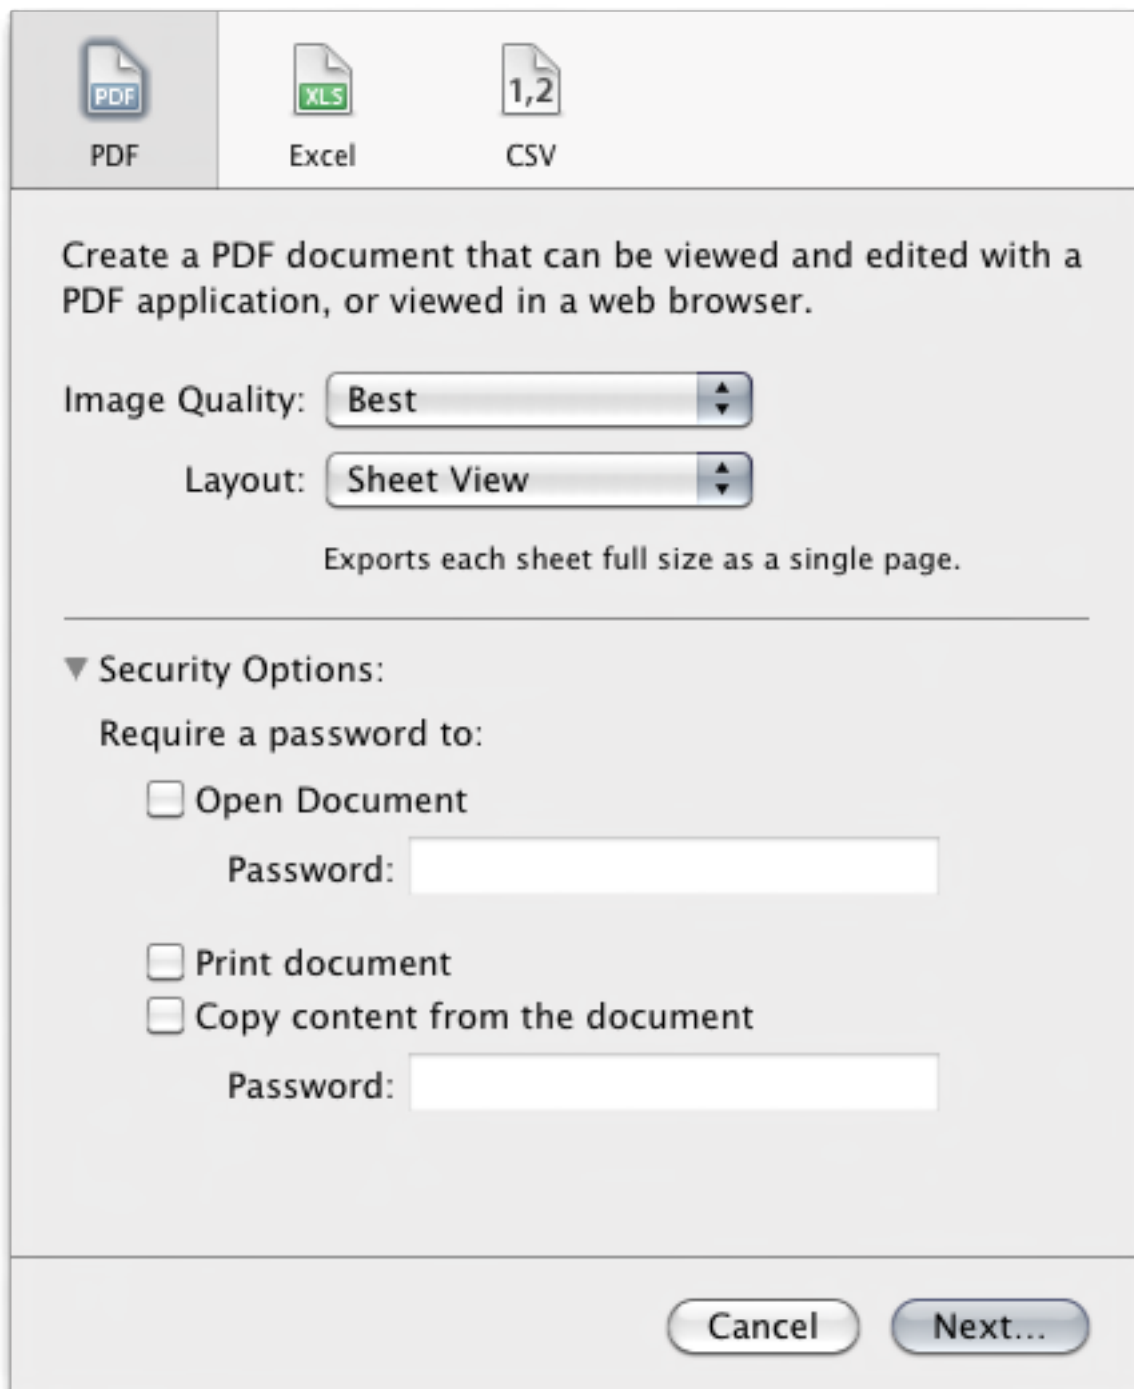 PDF
XLS
1,2
PDF
Excel
CSV
Create a PDF document that can be viewed and edited with a
PDF application, or viewed in a web browser.
Image Quality: Best
Layout: Sheet View
Exports each sheet full size as a single page.
Security Options:
Require a password to:
Open Document
Password:
Print document
Copy content from the document
Password:
Cancel
Next...